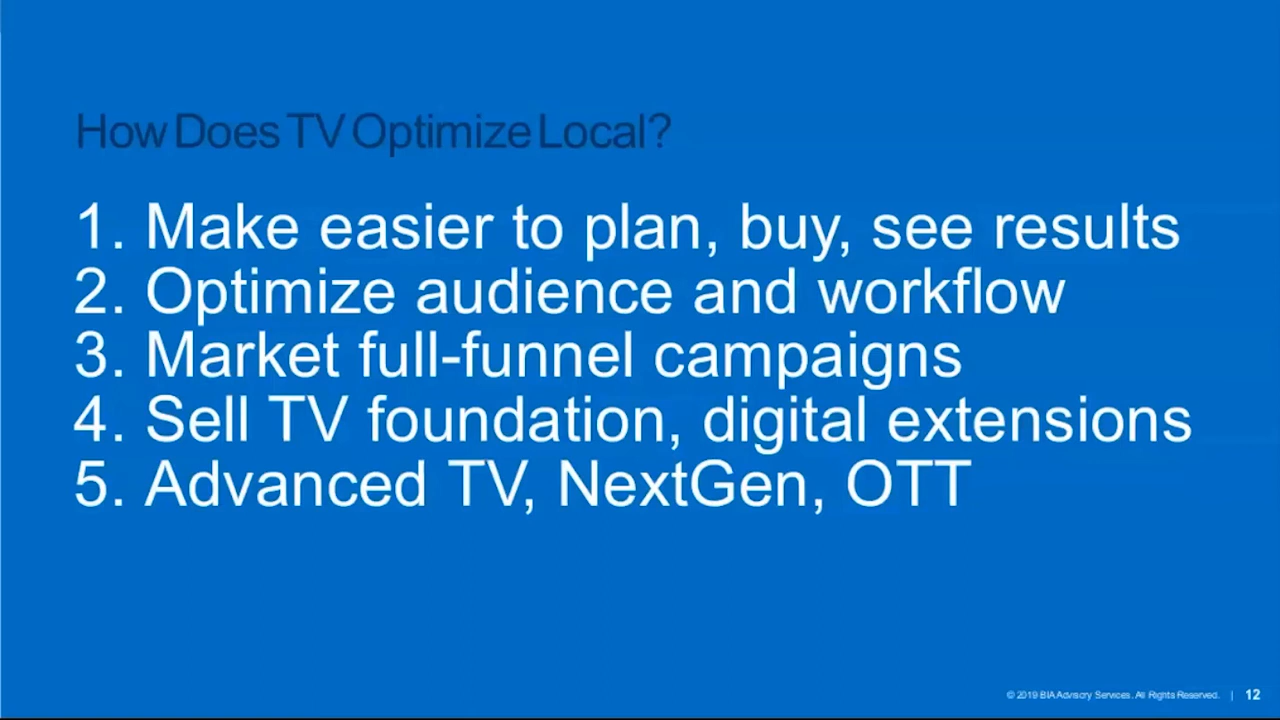 How Does TV Optimize Local?
1. Make easier to plan, buy, see results
2. Optimize audience and workflow
3. Market full-funnel campaigns
4. Sell TV foundation, digital extensions
5. Advanced TV, NextGen, OTT
© 2019 BIA Advisory Services. All Rights Reserved. | 12